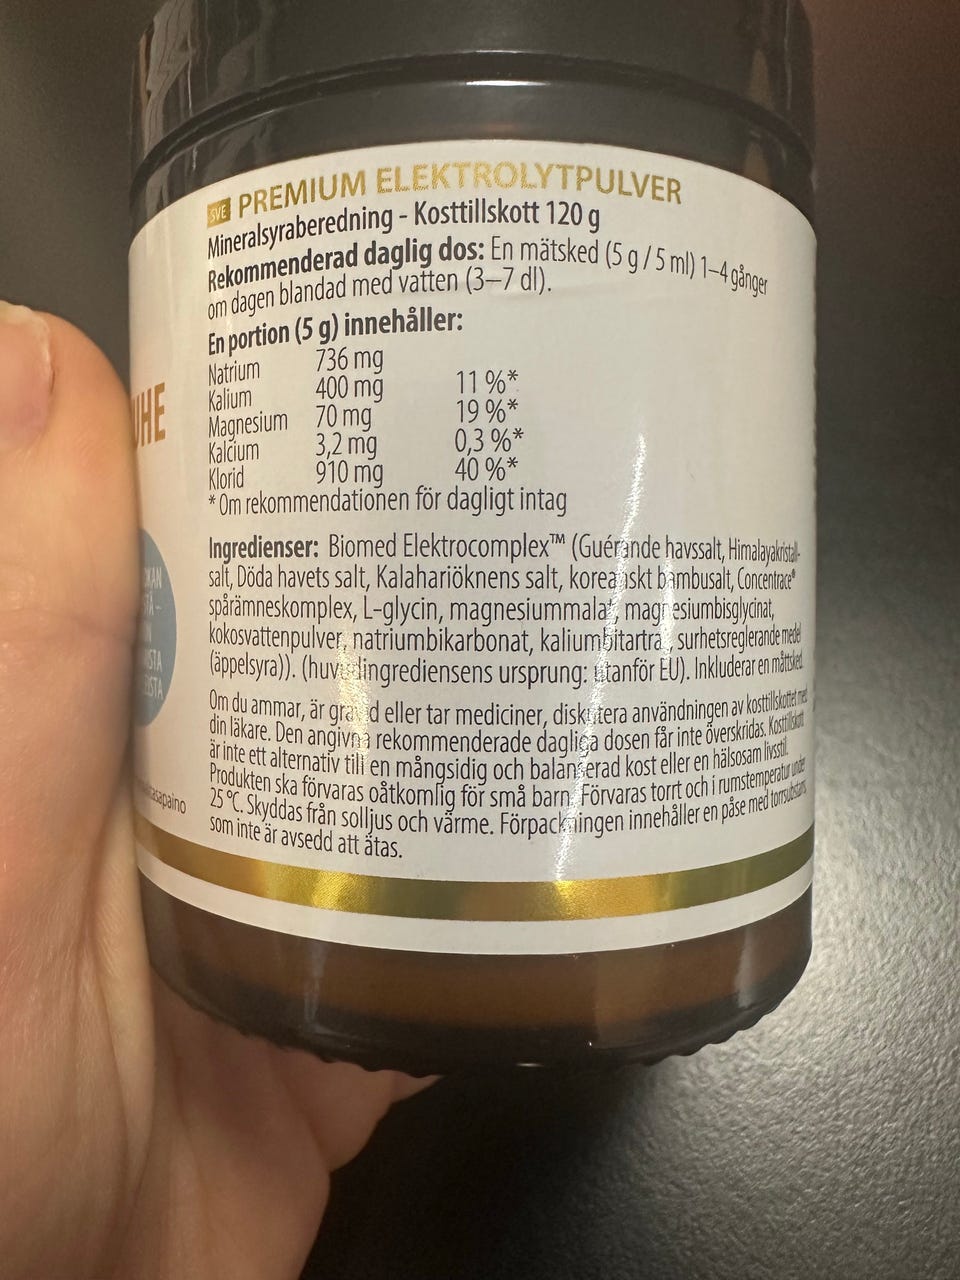 SVE PREMIUM ELEKTROLYTPULVER
Mineralsyraberedning - Kosttillskott 120 g
Rekommenderad daglig dos: En mätsked (5 g / 5 ml) 1–4 gånger
om dagen blandad med vatten (3–7 dl).
En portion (5 g) innehåller:
Natrium 736 mg
Kalium 400 mg 11 %*
Magnesium 70 mg 19 %*
Kalcium 3,2 mg 0,3 %*
Klorid 910 mg 40 %*
* Om rekommendationen för dagligt intag
Ingredienser: Biomed Elektrocomplex™ (Guérande havssalt, Himalayakristall-
salt, Döda havets salt, Kalahariöknens salt, koreanskt bambusalt, Concentrace®
spårämneskomplex, L-glycin, magnesiummalat, magnesiumbisglycinat,
kokosvattenpulver, natriumbikarbonat, kaliumbitartrat, surhetsreglerande medel
(äppelsyra)). (huvudingrediensens ursprung: utanför EU). Inkluderar en måttsked.
Om du ammar, är gravid eller tar mediciner, diskutera användningen av kosttillskottet med
din läkare. Den angivna rekommenderade dagliga dosen får inte överskridas. Kosttillskott
är inte ett alternativ till en mångsidig och balanserad kost eller en hälsosam livsstil.
Produkten ska förvaras oåtkomlig för små barn. Förvaras torrt och i rumstemperatur under
25 °C. Skyddas från solljus och värme. Förpackningen innehåller en påse med torrsubstans
som inte är avsedd att ätas.
UHE